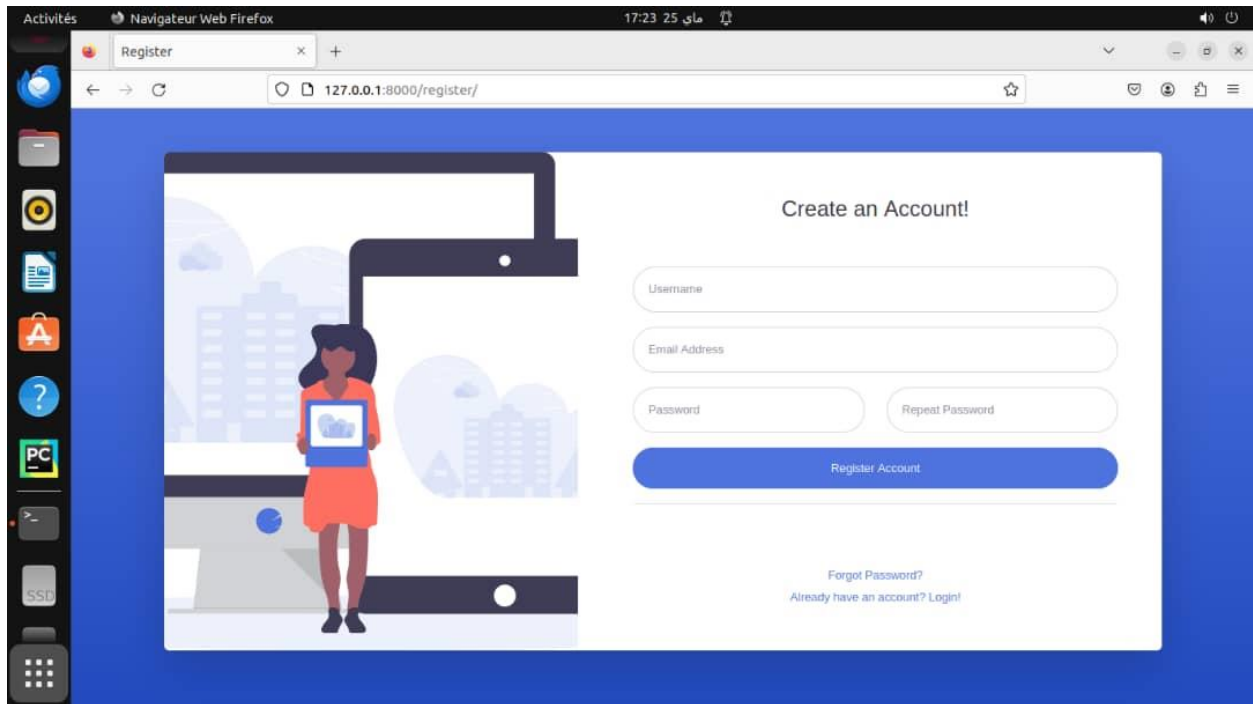 Activités Navigateur Web Firefox 17:23 25 ماي
Register
127.0.0.1:8000/register/
Create an Account!
Username
Email Address
Password Repeat Password
Register Account
Forgot Password?
Already have an account? Login!
A
?
PC
>_
SSD